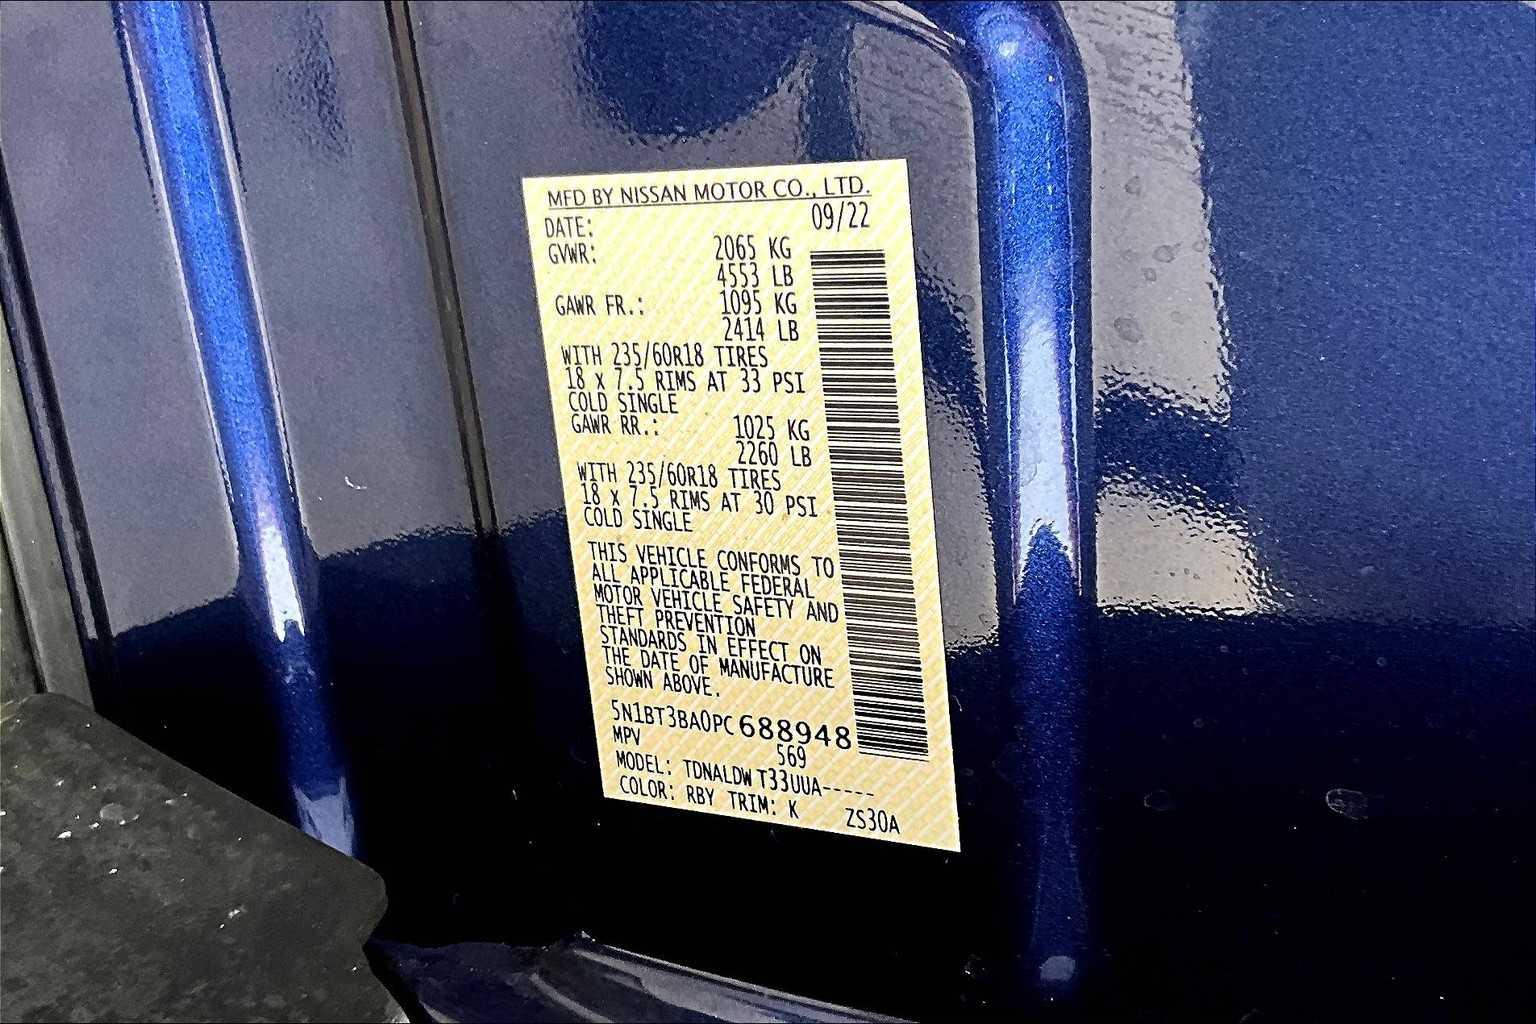 MFD BY NISSAN MOTOR CO., LTD.
DATE: 09/22
GVWR: 2065 KG
4553 LB
GAWR FR.: 1095 KG
2414 LB
WITH 235/60R18 TIRES
18 x 7.5 RIMS AT 33 PSI
COLD SINGLE
GAWR RR.: 1025 KG
2260 LB
WITH 235/60R18 TIRES
18 x 7.5 RIMS AT 30 PSI
COLD SINGLE
THIS VEHICLE CONFORMS TO
ALL APPLICABLE FEDERAL
MOTOR VEHICLE SAFETY AND
THEFT PREVENTION
STANDARDS IN EFFECT ON
THE DATE OF MANUFACTURE
SHOWN ABOVE.
5N1BT3BA0PC688948
MPV 569
MODEL: TDNALDWT33UUA-----
COLOR: RBY TRIM: K ZS30A